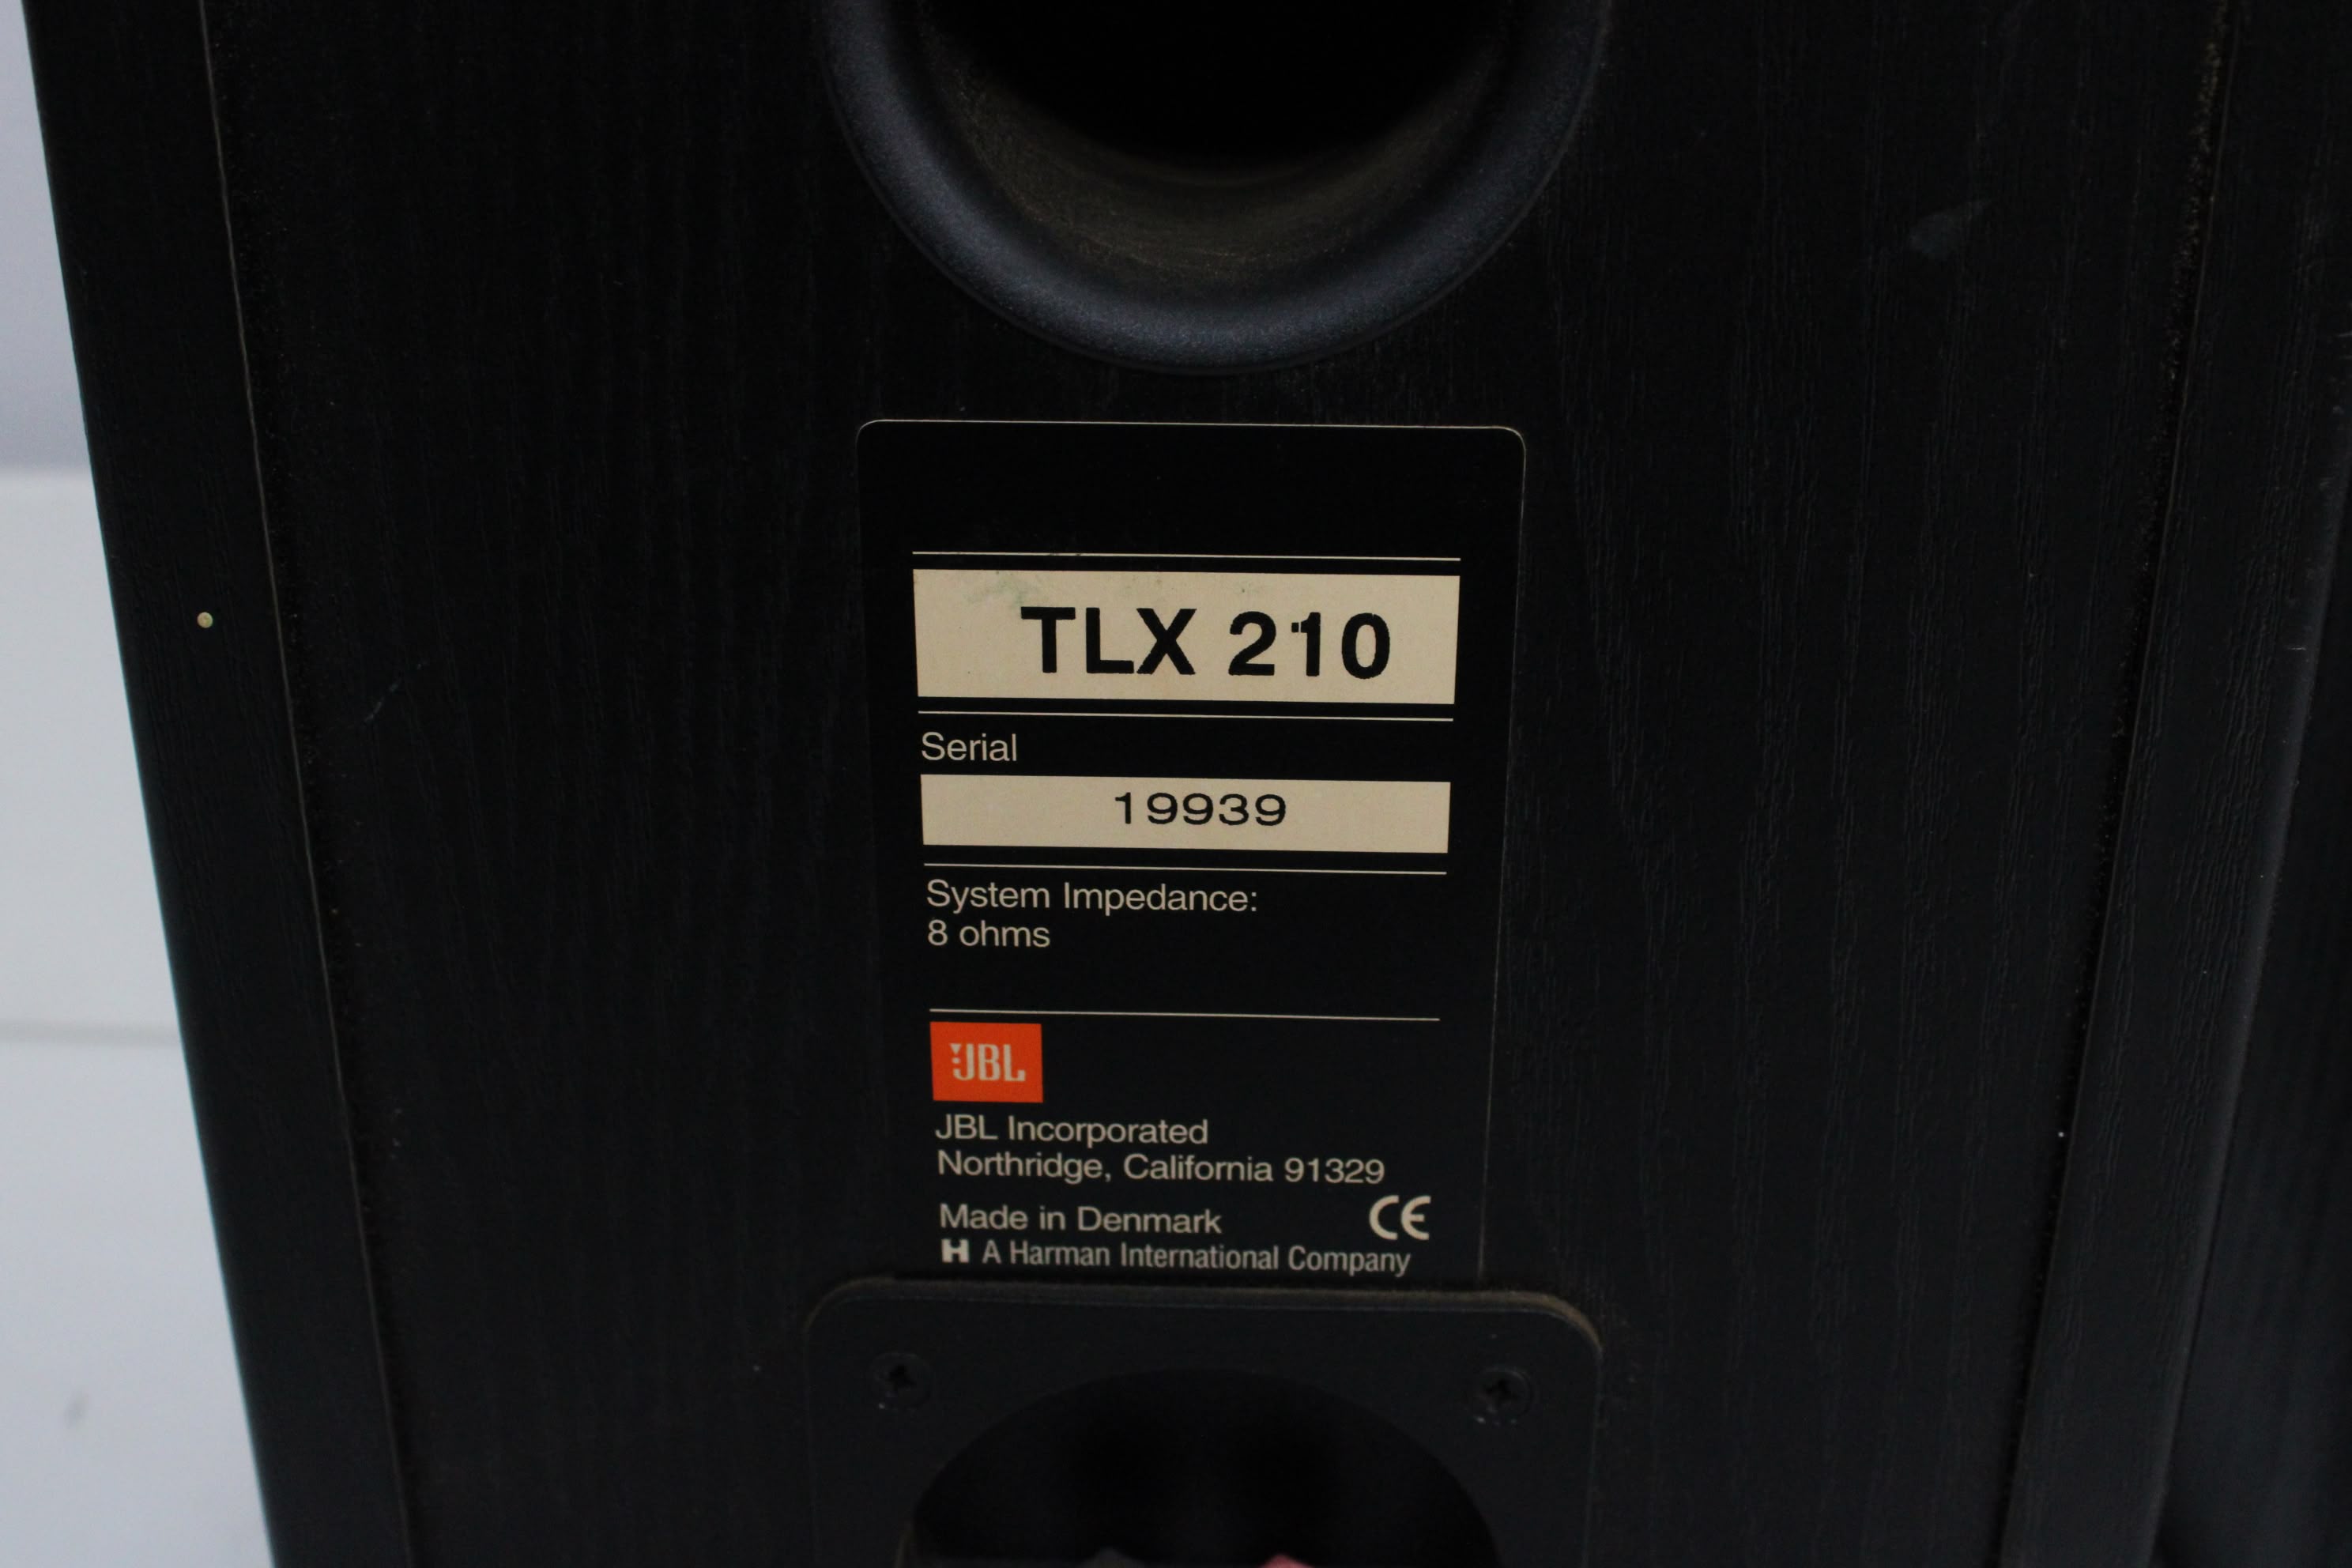 TLX 210
Serial
19939
System Impedance:
8 ohms
JBL
JBL Incorporated
Northridge, California 91329
Made in Denmark CE
H A Harman International Company